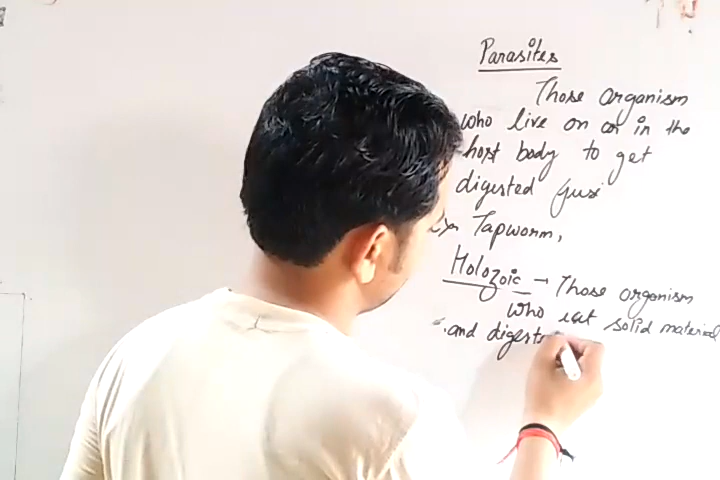 Parasites
Those organism
who live on or in the
host body to get
digested
Tapworm,
Holozoic → Those organism
who eat solid material
and digest